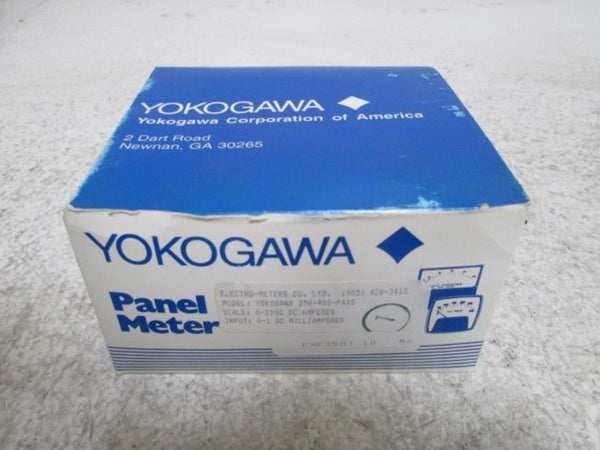 YOKOGAWA
Yokogawa Corporation of America
2 Dart Road
Newnan, GA 30265
YOKOGAWA
Panel
Meter
ELECTRO-METERS CO. LTD. (905) 420-3413
MODEL: YOKOGAWA 250-400-FAIS
SCALE: 0-2500 DC AMPERES
INPUT: 0-1 DC MILLIAMPERES